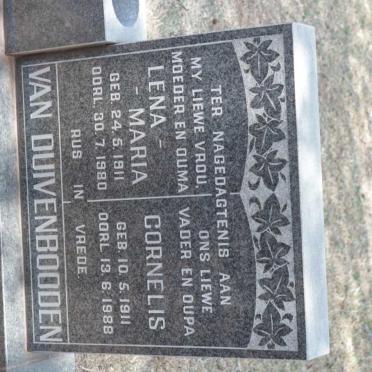 TER NAGEDAGTENIS AAN
MY LIEWE VROU,
MOEDER EN OUMA
LENA –
– MARIA
GEB. 24.5.1911
OORL. 30.7.1980
ONS LIEWE
VADER EN OUPA
CORNELIS
GEB. 10.5.1911
OORL. 13.6.1988
RUS IN VREDE
VAN DUIVENBODEN